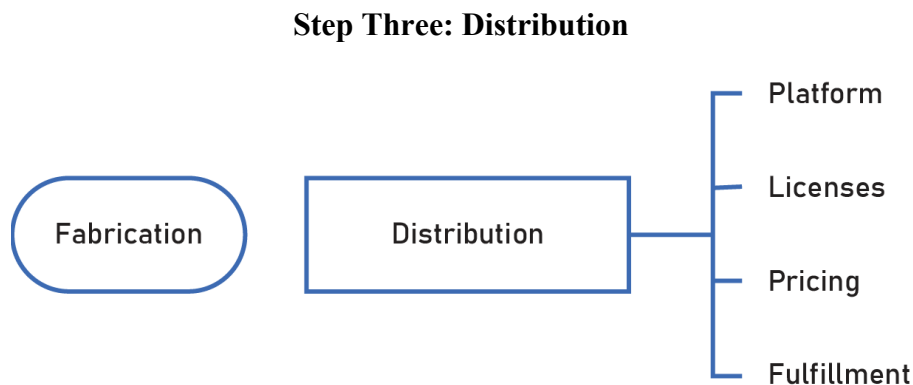 Step Three: Distribution
Fabrication
Distribution
Platform
Licenses
Pricing
Fulfillment